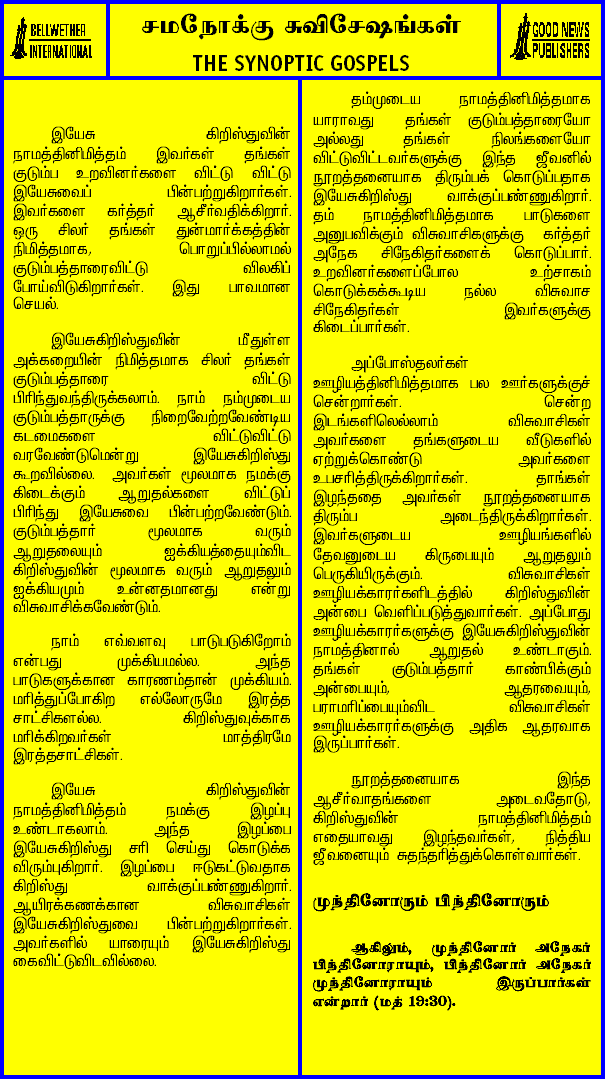 BELLWETHER
INTERNATIONAL
சமநோக்கு சுவிசேஷங்கள்
THE SYNOPTIC GOSPELS
GOOD NEWS
PUBLISHERS
இயேசு கிறிஸ்துவின்
நாமத்தினிமித்தம் இவர்கள் தங்கள்
குடும்ப உறவினர்களை விட்டு விட்டு
இயேசுவைப் பின்பற்றுகிறார்கள்.
இவர்களை கர்த்தர் ஆசீர்வதிக்கிறார்.
ஒரு சிலர் தங்கள் துன்மார்க்கத்தின்
நிமித்தமாக, பொறுப்பில்லாமல்
குடும்பத்தாரைவிட்டு விலகிப்
போய்விடுகிறார்கள். இது பாவமான
செயல்.
இயேசுகிறிஸ்துவின் மீதுள்ள
அக்கறையின் நிமித்தமாக சிலர் தங்கள்
குடும்பத்தாரை விட்டு
பிரிந்துவந்திருக்கலாம். நாம் நம்முடைய
குடும்பத்தாருக்கு நிறைவேற்றவேண்டிய
கடமைகளை விட்டுவிட்டு
வரவேண்டுமென்று இயேசுகிறிஸ்து
கூறவில்லை. அவர்கள் மூலமாக நமக்கு
கிடைக்கும் ஆறுதல்களை விட்டுப்
பிரிந்து இயேசுவை பின்பற்றவேண்டும்.
குடும்பத்தார் மூலமாக வரும்
ஆறுதலையும் ஐக்கியத்தையும்விட
கிறிஸ்துவின் மூலமாக வரும் ஆறுதலும்
ஐக்கியமும் உன்னதமானது என்று
விசுவாசிக்கவேண்டும்.
நாம் எவ்வளவு பாடுபடுகிறோம்
என்பது முக்கியமல்ல. அந்த
பாடுகளுக்கான காரணம்தான் முக்கியம்.
மரித்துப்போகிற எல்லோருமே இரத்த
சாட்சிகளல்ல. கிறிஸ்துவுக்காக
மரிக்கிறவர்கள் மாத்திரமே
இரத்தசாட்சிகள்.
இயேசு கிறிஸ்துவின்
நாமத்தினிமித்தம் நமக்கு இழப்பு
உண்டாகலாம். அந்த இழப்பை
இயேசுகிறிஸ்து சரி செய்து கொடுக்க
விரும்புகிறார். இழப்பை ஈடுகட்டுவதாக
கிறிஸ்து வாக்குப்பண்ணுகிறார்.
ஆயிரக்கணக்கான விசுவாசிகள்
இயேசுகிறிஸ்துவை பின்பற்றுகிறார்கள்.
அவர்களில் யாரையும் இயேசுகிறிஸ்து
கைவிட்டுவிடவில்லை.
தம்முடைய நாமத்தினிமித்தமாக
யாராவது தங்கள் குடும்பத்தாரையோ
அல்லது தங்கள் நிலங்களையோ
விட்டுவிட்டவர்களுக்கு இந்த ஜீவனில்
நூறத்தனையாக திரும்பக் கொடுப்பதாக
இயேசுகிறிஸ்து வாக்குப்பண்ணுகிறார்.
தம் நாமத்தினிமித்தமாக பாடுகளை
அனுபவிக்கும் விசுவாசிகளுக்கு கர்த்தர்
அநேக சிநேகிதர்களைக் கொடுப்பார்.
உறவினர்களைப்போல உற்சாகம்
கொடுக்கக்கூடிய நல்ல விசுவாச
சிநேகிதர்கள் இவர்களுக்கு
கிடைப்பார்கள்.
அப்போஸ்தலர்கள்
ஊழியத்தினிமித்தமாக பல ஊர்களுக்குச்
சென்றார்கள். சென்ற
இடங்களிலெல்லாம் விசுவாசிகள்
அவர்களை தங்களுடைய வீடுகளில்
ஏற்றுக்கொண்டு அவர்களை
உபசரித்திருக்கிறார்கள். தாங்கள்
இழந்ததை அவர்கள் நூறத்தனையாக
திரும்ப அடைந்திருக்கிறார்கள்.
இவர்களுடைய ஊழியங்களில்
தேவனுடைய கிருபையும் ஆறுதலும்
பெருகியிருக்கும். விசுவாசிகள்
ஊழியக்காரர்களிடத்தில் கிறிஸ்துவின்
அன்பை வெளிப்படுத்துவார்கள். அப்போது
ஊழியக்காரர்களுக்கு இயேசுகிறிஸ்துவின்
நாமத்தினால் ஆறுதல் உண்டாகும்.
தங்கள் குடும்பத்தார் காண்பிக்கும்
அன்பையும், ஆதரவையும்,
பராமரிப்பையும்விட விசுவாசிகள்
ஊழியக்காரர்களுக்கு அதிக ஆதரவாக
இருப்பார்கள்.
நூறத்தனையாக இந்த
ஆசீர்வாதங்களை அடைவதோடு,
கிறிஸ்துவின் நாமத்தினிமித்தம்
எதையாவது இழந்தவர்கள், நித்திய
ஜீவனையும் சுதந்தரித்துக்கொள்வார்கள்.
முந்தினோரும் பிந்தினோரும்
ஆகிலும், முந்தினோர் அநேகர்
பிந்தினோராயும், பிந்தினோர் அநேகர்
முந்தினோராயும் இருப்பார்கள்
என்றார் (மத் 19:30).